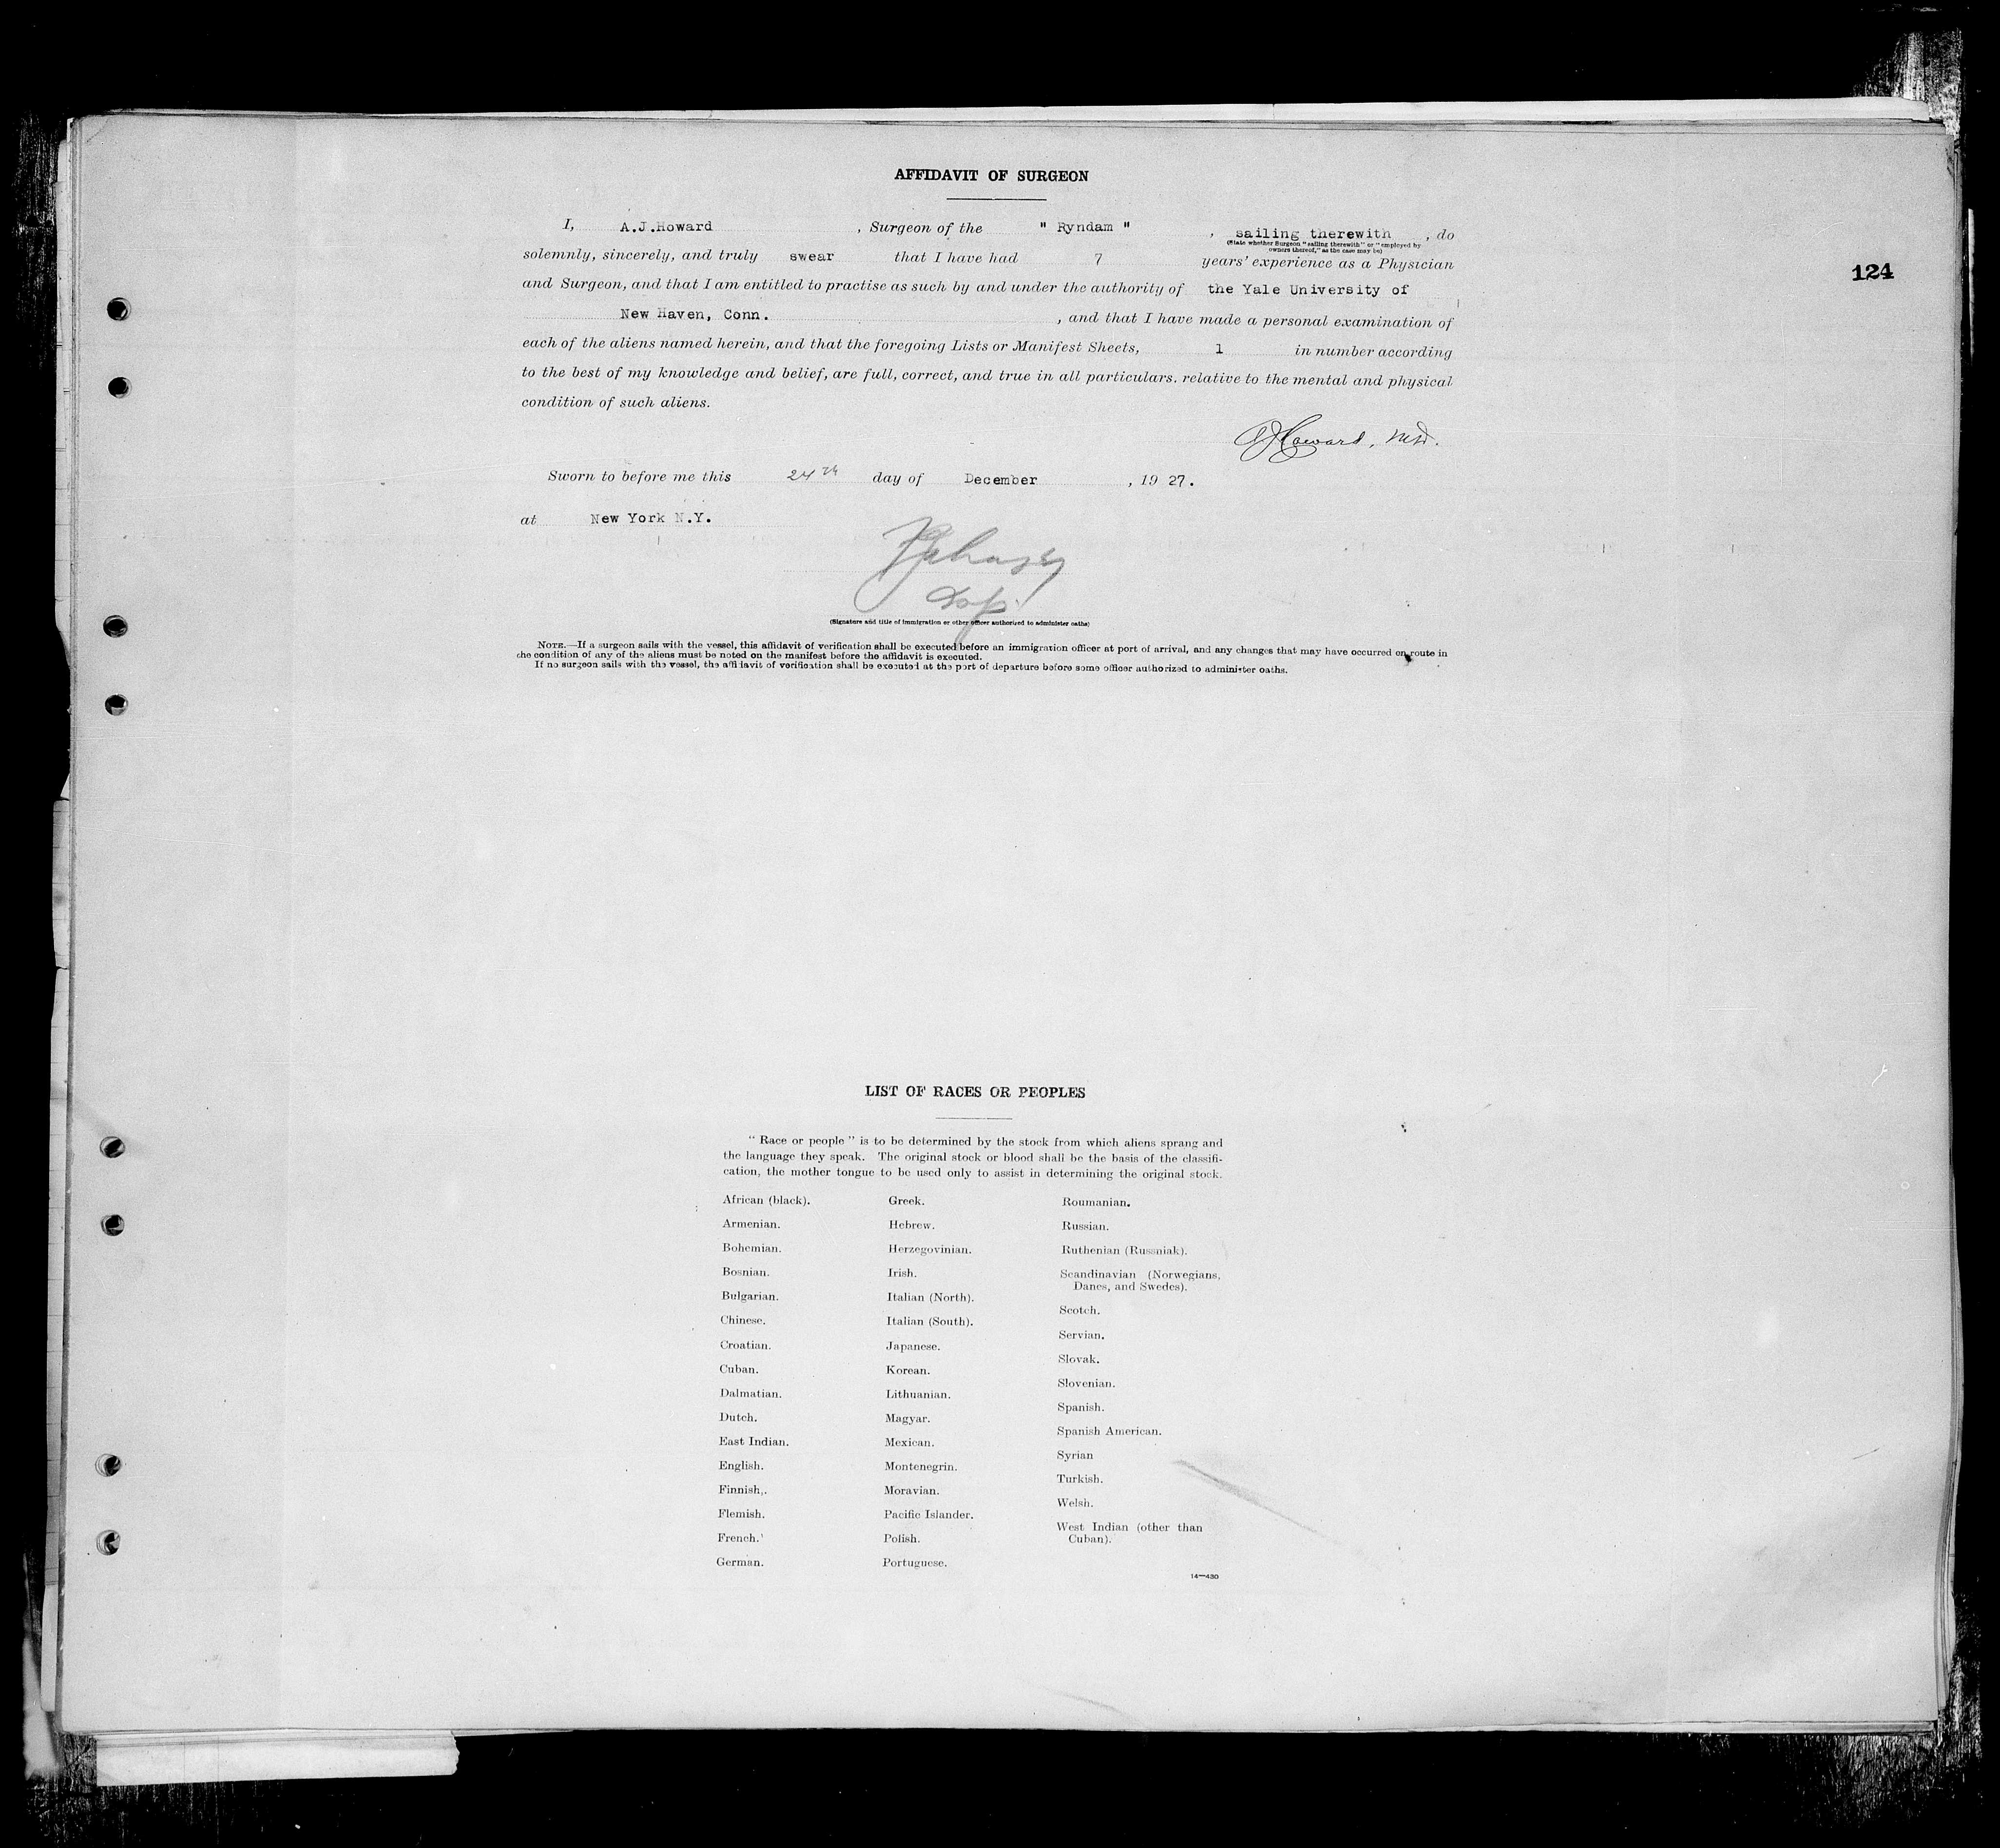 AFFIDAVIT OF SURGEON
I, A.J.Howard , Surgeon of the " Ryndam " , sailing therewith , do
(State whether Surgeon "sailing therewith" or "employed by
owners thereof," as the case may be)
solemnly, sincerely, and truly swear that I have had 7 years' experience as a Physician
124
and Surgeon, and that I am entitled to practise as such by and under the authority of the Yale University of
New Haven, Conn. , and that I have made a personal examination of
each of the aliens named herein, and that the foregoing Lists or Manifest Sheets, 1 in number according
to the best of my knowledge and belief, are full, correct, and true in all particulars. relative to the mental and physical
condition of such aliens.
Howard, MD.
Sworn to before me this 24th day of December , 19 27.
at New York N.Y.
(Signature and title of immigration or other officer authorized to administer oaths)
NOTE.—If a surgeon sails with the vessel, this affidavit of verification shall be executed before an immigration officer at port of arrival, and any changes that may have occurred en route in
the condition of any of the aliens must be noted on the manifest before the affidavit is executed.
If no surgeon sails with the vessel, the affidavit of verification shall be executed at the port of departure before some officer authorized to administer oaths.
LIST OF RACES OR PEOPLES
" Race or people " is to be determined by the stock from which aliens sprang and
the language they speak. The original stock or blood shall be the basis of the classifi-
cation, the mother tongue to be used only to assist in determining the original stock.
African (black).
Armenian.
Bohemian.
Bosnian.
Bulgarian.
Chinese.
Croatian.
Cuban.
Dalmatian.
Dutch.
East Indian.
English.
Finnish.
Flemish.
French.
German.
Greek.
Hebrew.
Herzegovinian.
Irish.
Italian (North).
Italian (South).
Japanese.
Korean.
Lithuanian.
Magyar.
Mexican.
Montenegrin.
Moravian.
Pacific Islander.
Polish.
Portuguese.
Roumanian.
Russian.
Ruthenian (Russniak).
Scandinavian (Norwegians,
Danes, and Swedes).
Scotch.
Servian.
Slovak.
Slovenian.
Spanish.
Spanish American.
Syrian
Turkish.
Welsh.
West Indian (other than
Cuban).
14—430